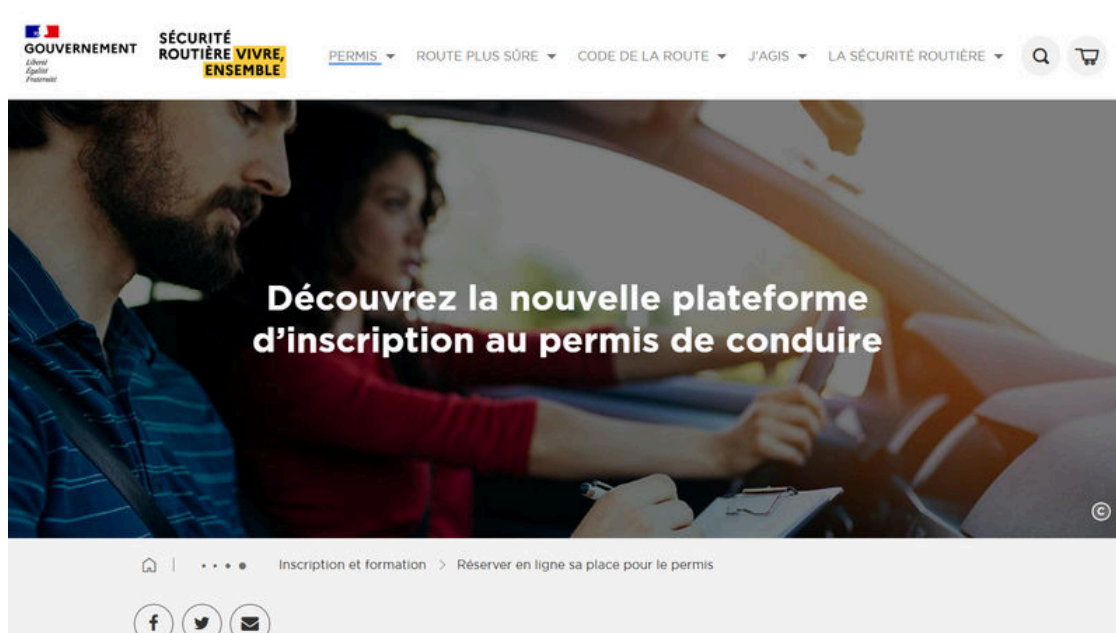 GOUVERNEMENT
Liberté
Égalité
Fraternité
SÉCURITÉ
ROUTIÈRE VIVRE,
ENSEMBLE
PERMIS
ROUTE PLUS SÛRE
CODE DE LA ROUTE
J'AGIS
LA SÉCURITÉ ROUTIÈRE
Découvrez la nouvelle plateforme
d'inscription au permis de conduire
©
Inscription et formation > Réserver en ligne sa place pour le permis